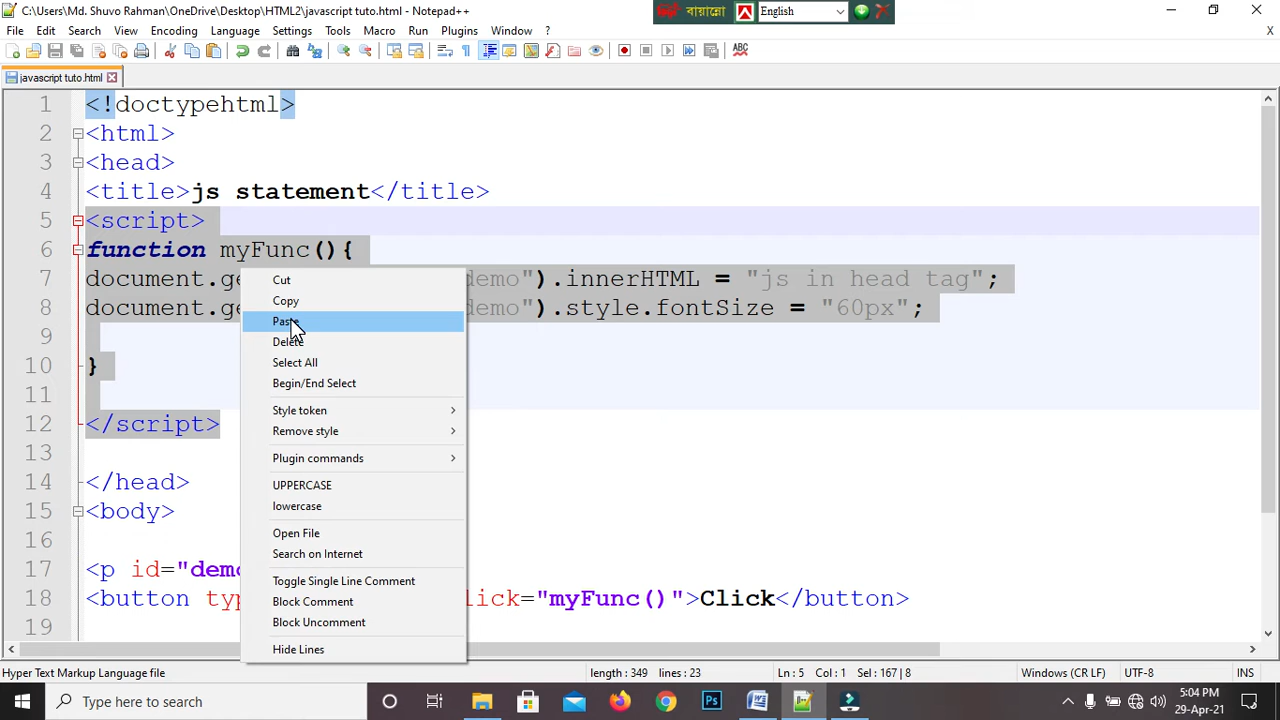 C:\Users\Md. Shuvo Rahman\OneDrive\Desktop\HTML2\javascript tuto.html - Notepad++
বায়ান্নো English
File Edit Search View Encoding Language Settings Tools Macro Run Plugins Window ? X
ABC
javascript tuto.html
1 <!doctypehtml>
2 <html>
3 <head>
4 <title>js statement</title>
5 <script>
6 function myFunc(){
7 document.ge demo").innerHTML = "js in head tag";
8 document.ge demo").style.fontSize = "60px";
9
10 }
11
12 </script>
13
14 </head>
15 <body>
16
17 <p id="demo
18 <button typ lick="myFunc()">Click</button>
19
Cut
Copy
Paste
Delete
Select All
Begin/End Select
Style token
Remove style
Plugin commands
UPPERCASE
lowercase
Open File
Search on Internet
Toggle Single Line Comment
Block Comment
Block Uncomment
Hide Lines
Hyper Text Markup Language file length : 349 lines : 23 Ln : 5 Col : 1 Sel : 167 | 8 Windows (CR LF) UTF-8 INS
Type here to search Ps W 5:04 PM
29-Apr-21